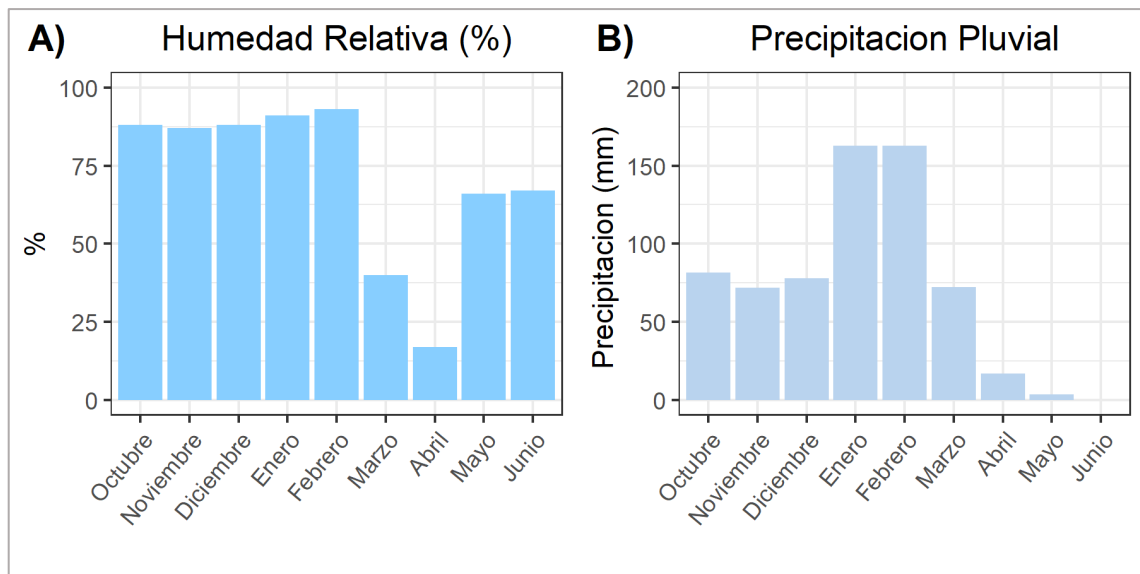 A) Humedad Relativa (%)
100
75
50
25
0
%
Octubre
Noviembre
Diciembre
Enero
Febrero
Marzo
Abril
Mayo
Junio
B) Precipitacion Pluvial
200
150
100
50
0
Precipitacion (mm)
Octubre
Noviembre
Diciembre
Enero
Febrero
Marzo
Abril
Mayo
Junio